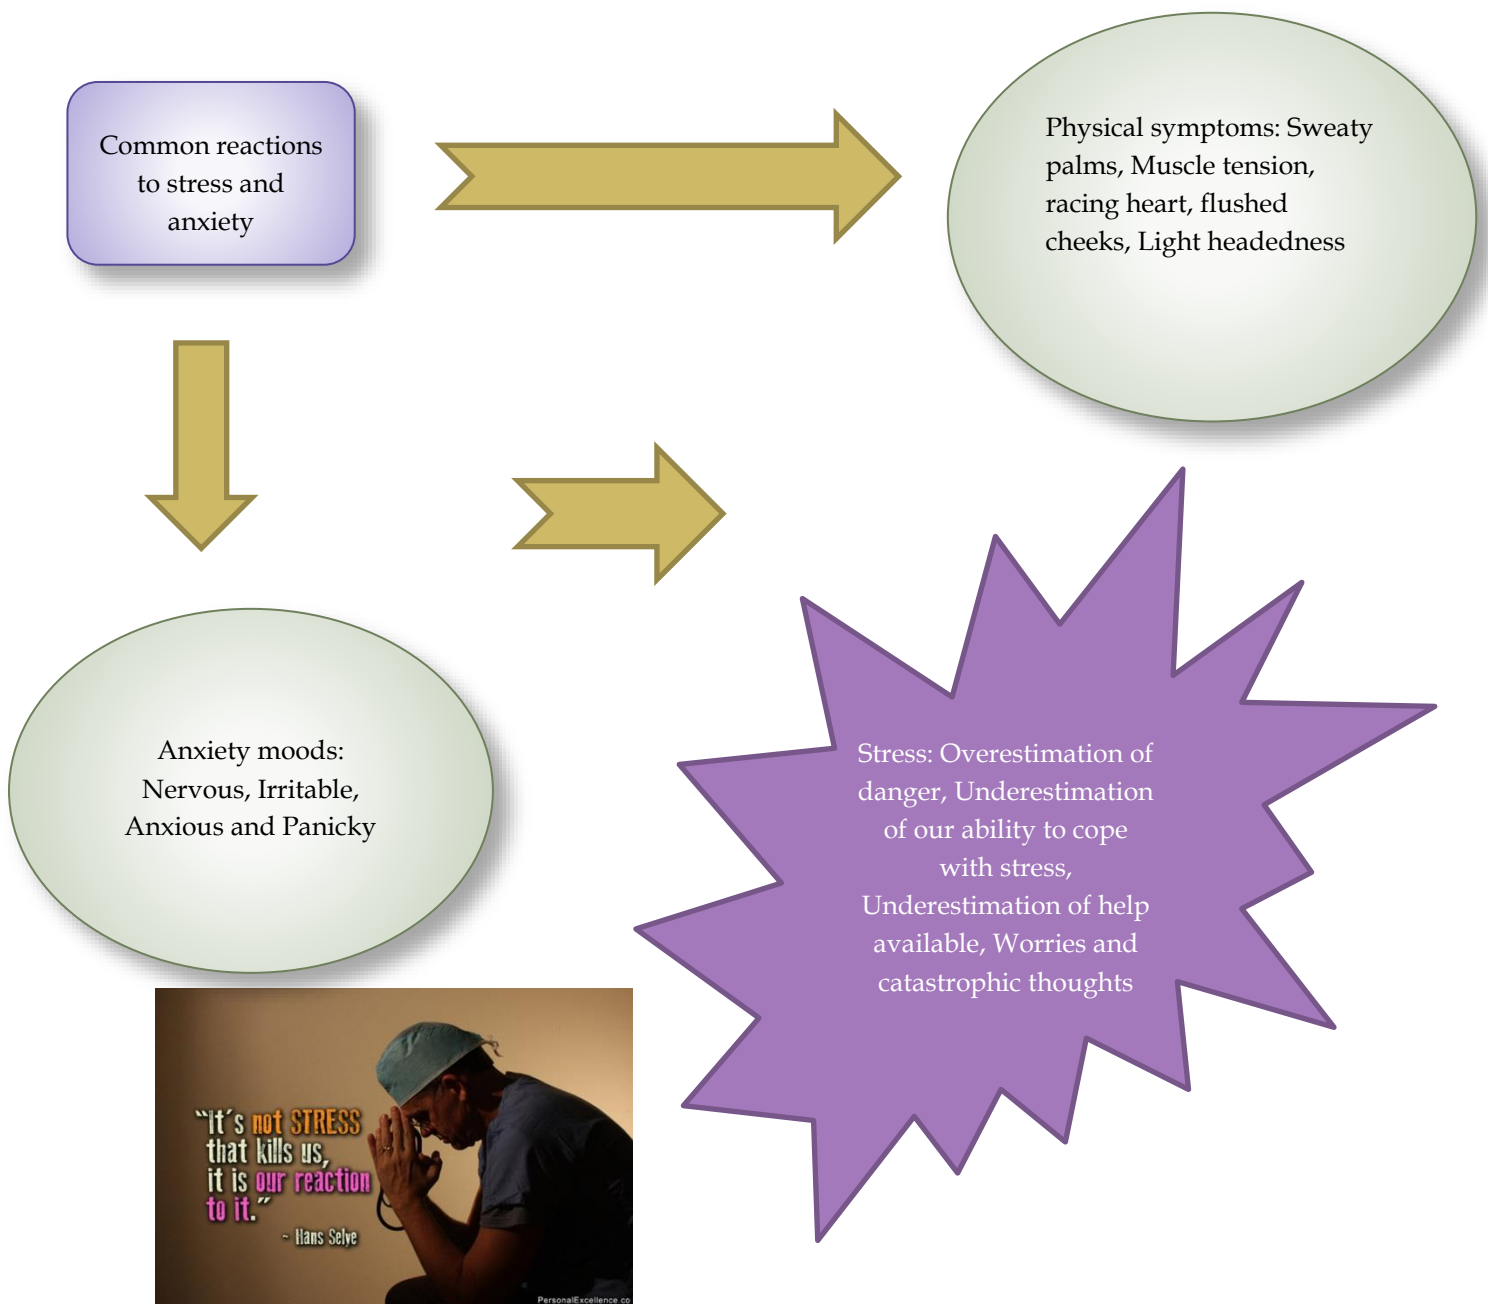 Common reactions
to stress and
anxiety
Physical symptoms: Sweaty
palms, Muscle tension,
racing heart, flushed
cheeks, Light headedness
Anxiety moods:
Nervous, Irritable,
Anxious and Panicky
Stress: Overestimation of
danger, Underestimation
of our ability to cope
with stress,
Underestimation of help
available, Worries and
catastrophic thoughts
“It´s not STRESS
that kills us,
it is our reaction
to it.”
~ Hans Selye
PersonalExcellence.co